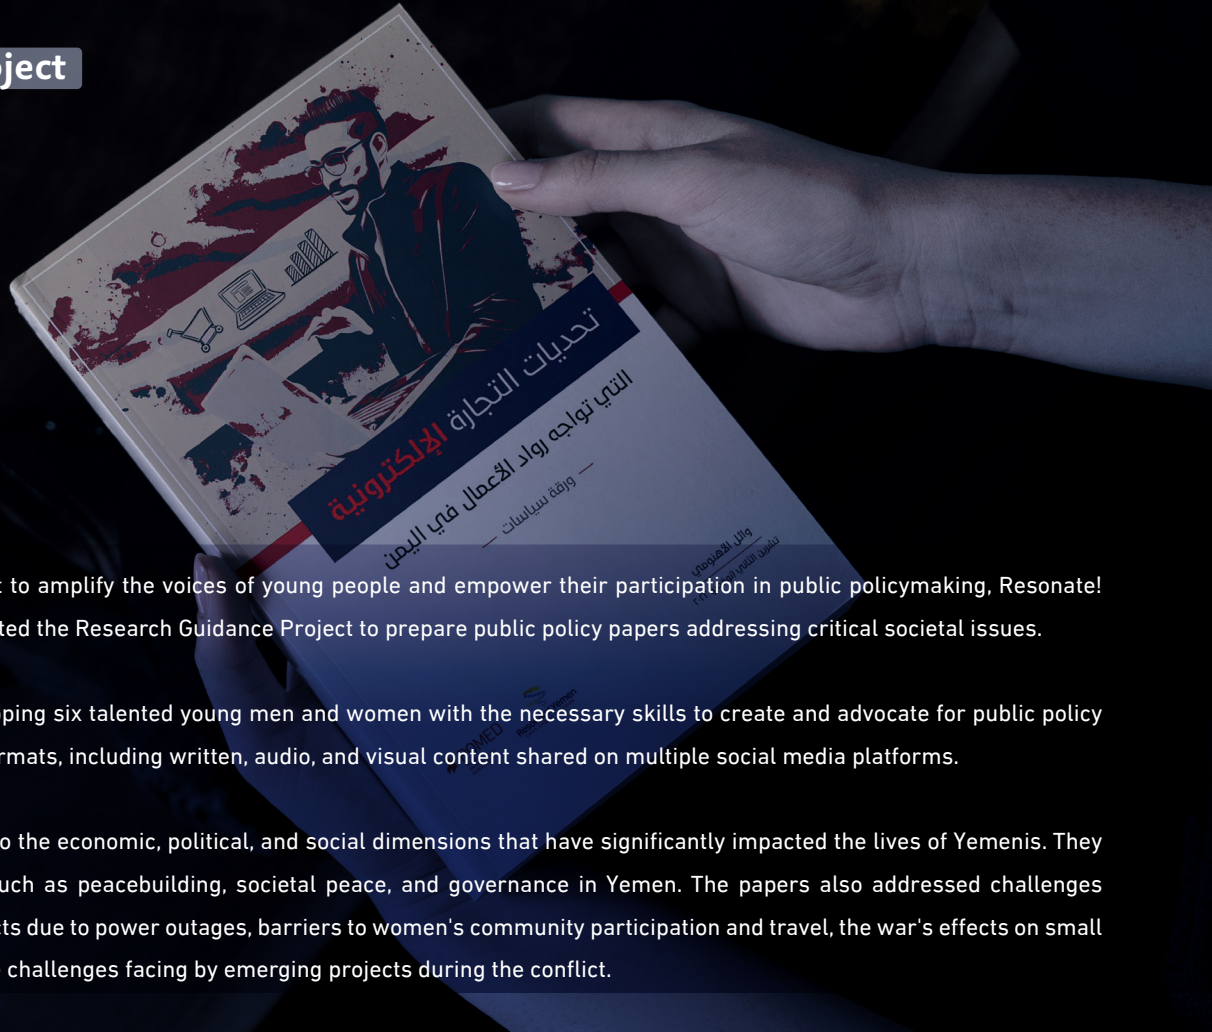 ject
تحديات التجارة الإلكترونية
التي تواجه رواد الأعمال في اليمن
ورقة سياسات
وائل الأهنومي
تشرين الثاني
t to amplify the voices of young people and empower their participation in public policymaking, Resonate!
ted the Research Guidance Project to prepare public policy papers addressing critical societal issues.
ping six talented young men and women with the necessary skills to create and advocate for public policy
rmats, including written, audio, and visual content shared on multiple social media platforms.
o the economic, political, and social dimensions that have significantly impacted the lives of Yemenis. They
uch as peacebuilding, societal peace, and governance in Yemen. The papers also addressed challenges
cts due to power outages, barriers to women's community participation and travel, the war's effects on small
challenges facing by emerging projects during the conflict.